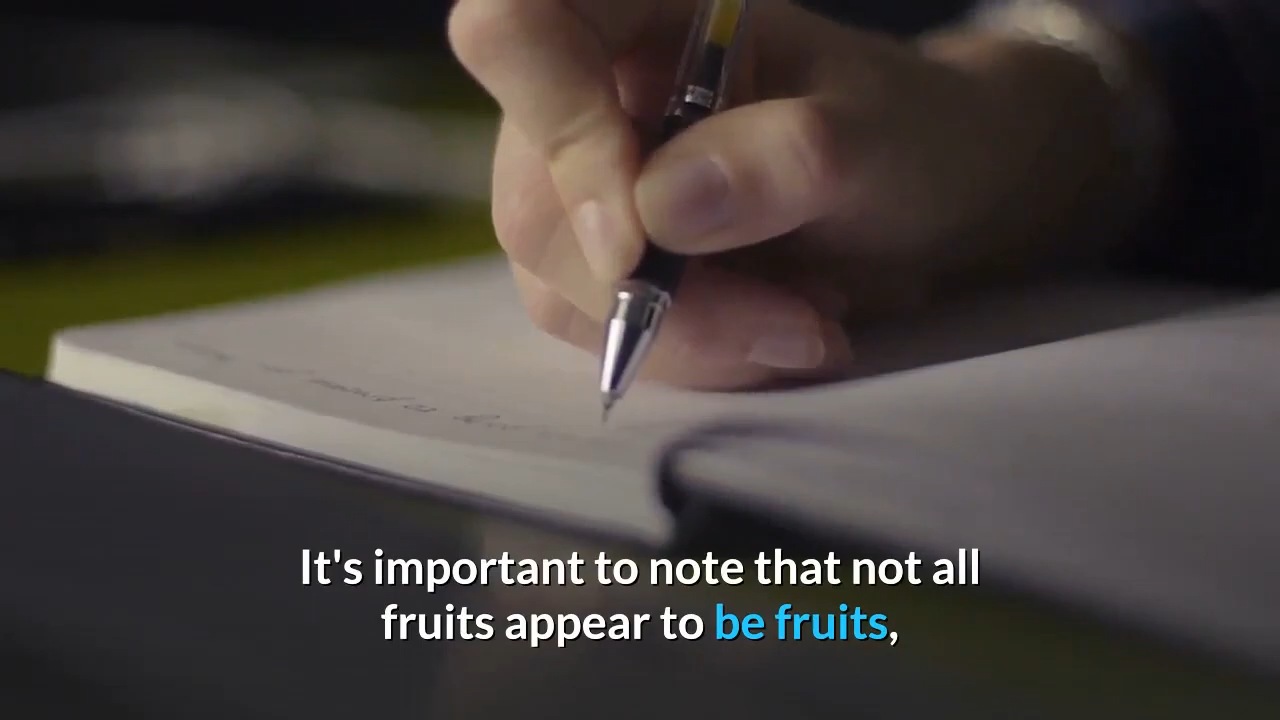 It's important to note that not all
fruits appear to be fruits,